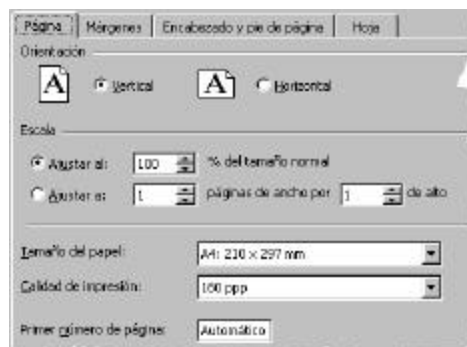 Página Márgenes Encabezado y pie de página Hoja
Orientación
A Vertical A Horizontal
Escala
Ajustar al: 100 % del tamaño normal
Ajustar a: 1 páginas de ancho por 1 de alto
Tamaño del papel: A4: 210 x 297 mm
Calidad de impresión: 160 ppp
Primer número de página: Automático